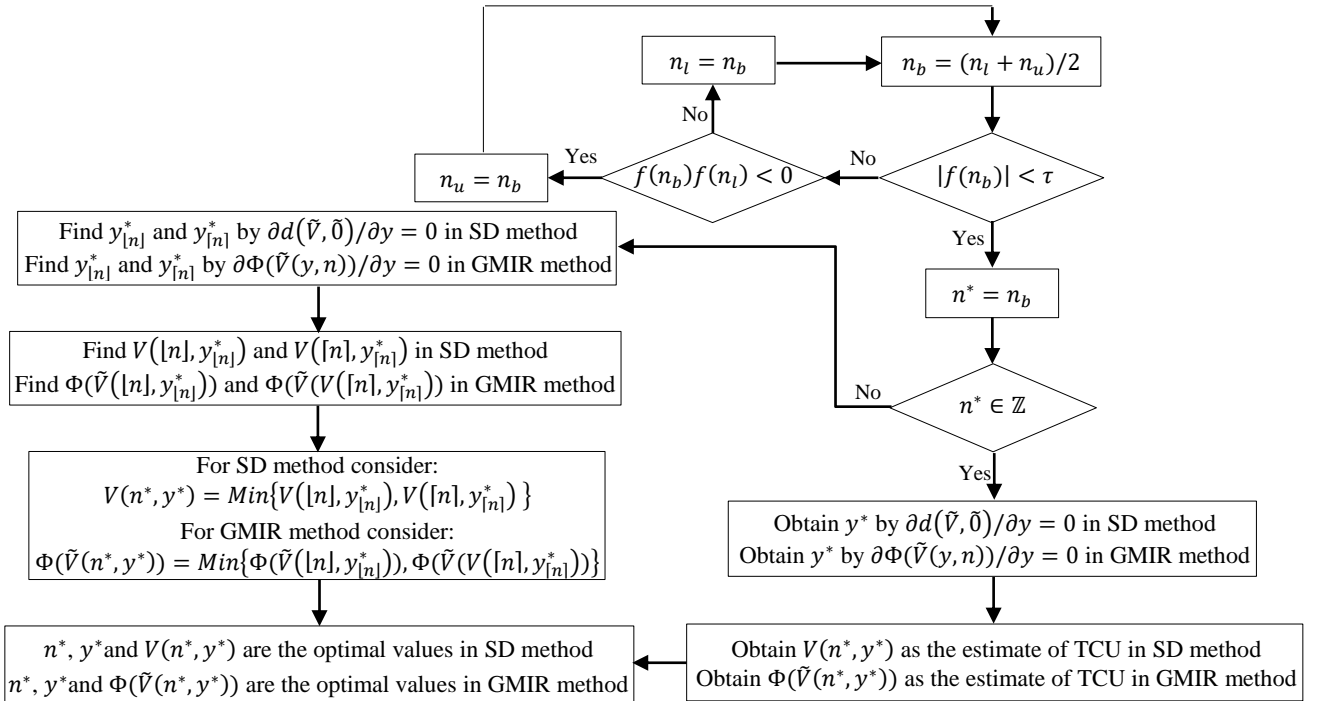 n_l = n_b
n_b = (n_l + n_u)/2
No
Yes
No
n_u = n_b
f(n_b)f(n_l) < 0
|f(n_b)| < τ
Find y*_⌊n⌋ and y*_⌈n⌉ by ∂d(Ṽ, 0̃)/∂y = 0 in SD method
Find y*_⌊n⌋ and y*_⌈n⌉ by ∂Φ(Ṽ(y, n))/∂y = 0 in GMIR method
Yes
n* = n_b
Find V(⌊n⌋, y*_⌊n⌋) and V(⌈n⌉, y*_⌈n⌉) in SD method
Find Φ(Ṽ(⌊n⌋, y*_⌊n⌋)) and Φ(Ṽ(V(⌈n⌉, y*_⌈n⌉)) in GMIR method
No
n* ∈ ℤ
Yes
For SD method consider:
V(n*, y*) = Min{V(⌊n⌋, y*_⌊n⌋), V(⌈n⌉, y*_⌈n⌉) }
For GMIR method consider:
Φ(Ṽ(n*, y*)) = Min{Φ(Ṽ(⌊n⌋, y*_⌊n⌋)), Φ(Ṽ(V(⌈n⌉, y*_⌈n⌉))}
Obtain y* by ∂d(Ṽ, 0̃)/∂y = 0 in SD method
Obtain y* by ∂Φ(Ṽ(y, n))/∂y = 0 in GMIR method
n*, y*and V(n*, y*) are the optimal values in SD method
n*, y*and Φ(Ṽ(n*, y*)) are the optimal values in GMIR method
Obtain V(n*, y*) as the estimate of TCU in SD method
Obtain Φ(Ṽ(n*, y*)) as the estimate of TCU in GMIR method